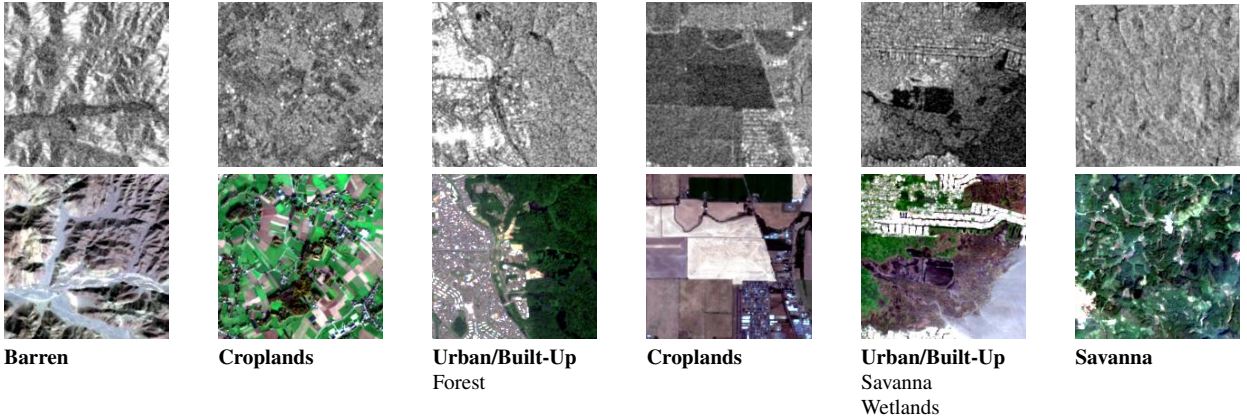 Barren
Croplands
Urban/Built-Up
Forest
Croplands
Urban/Built-Up
Savanna
Wetlands
Savanna